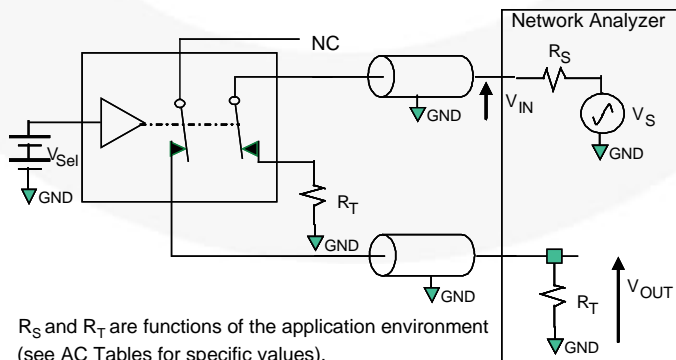 Network Analyzer
NC
R_S
GND
V_IN
V_S
GND
V_Sel
GND
R_T
GND
GND
R_T
V_OUT
GND
R_S and R_T are functions of the application environment
(see AC Tables for specific values).